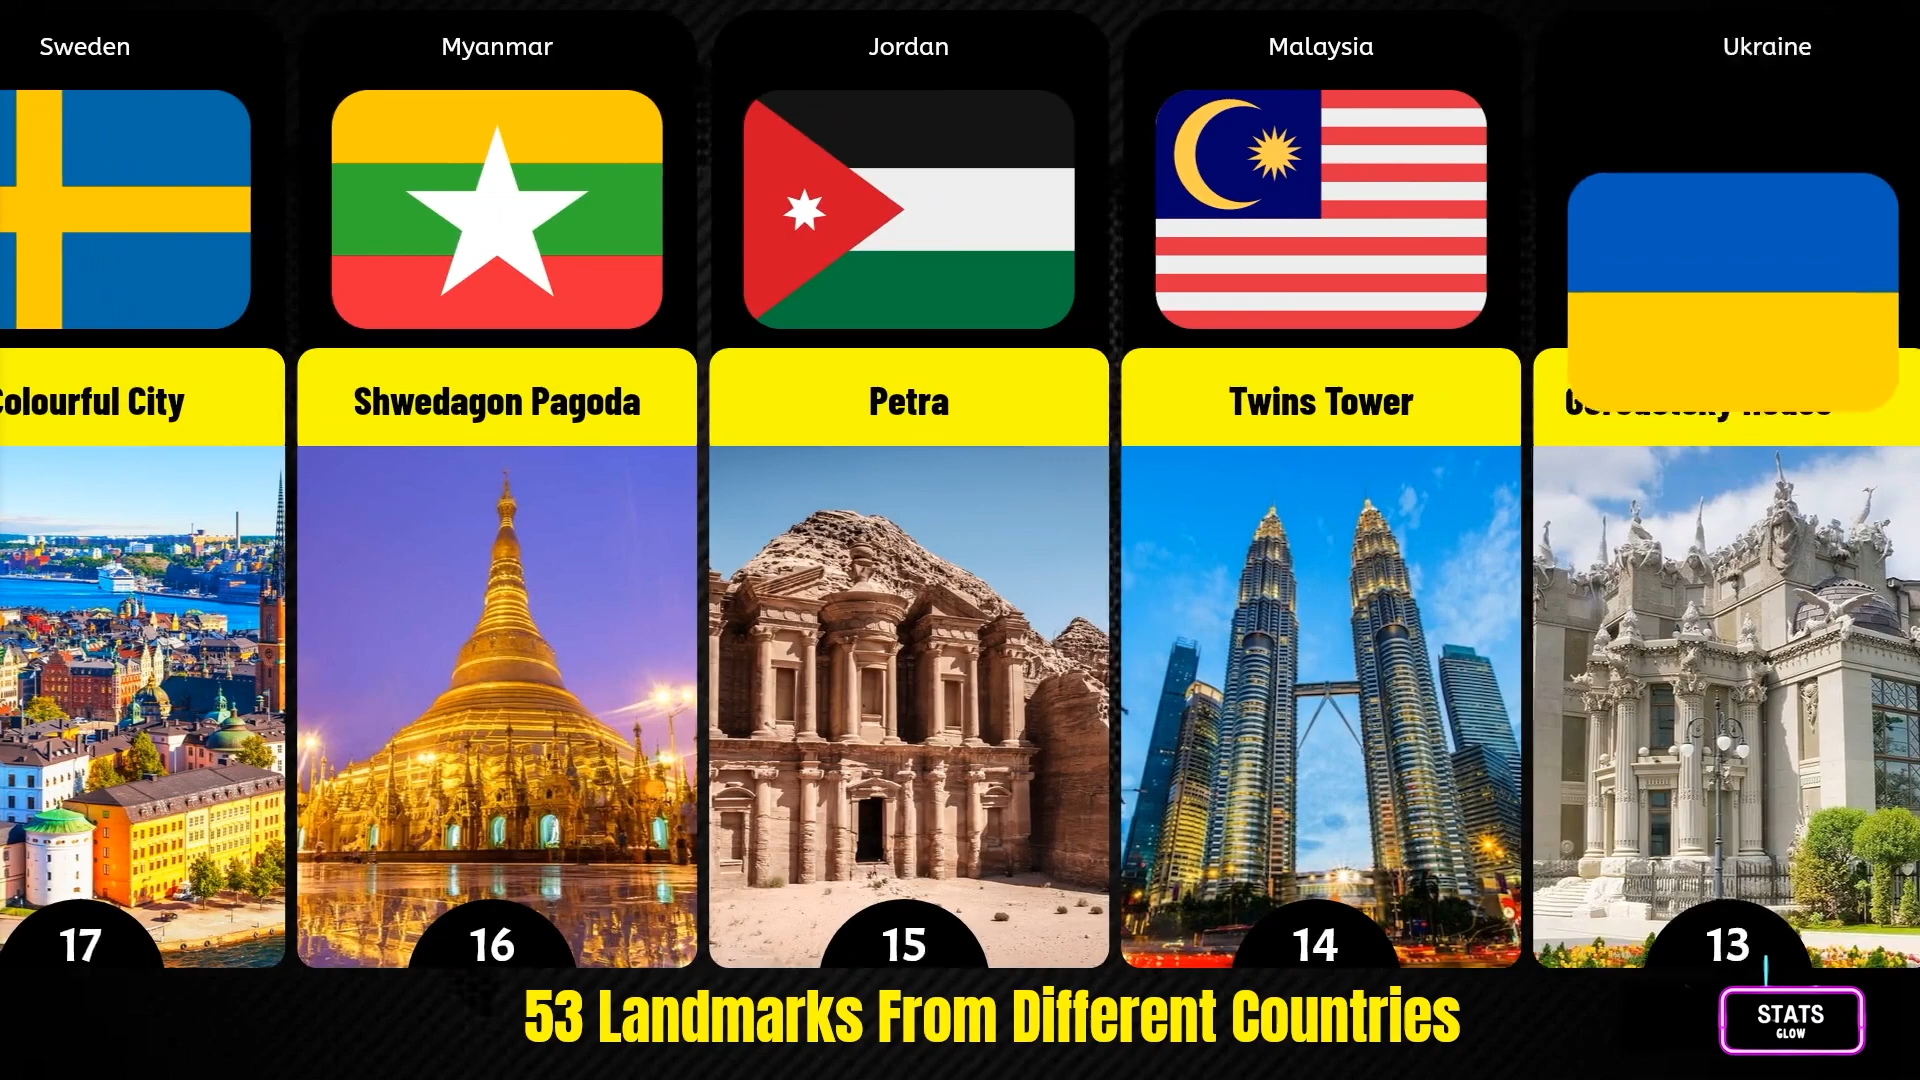 Sweden
Myanmar
Jordan
Malaysia
Ukraine
Colourful City
Shwedagon Pagoda
Petra
Twins Tower
17
16
15
14
13
53 Landmarks From Different Countries
STATS
GLOW